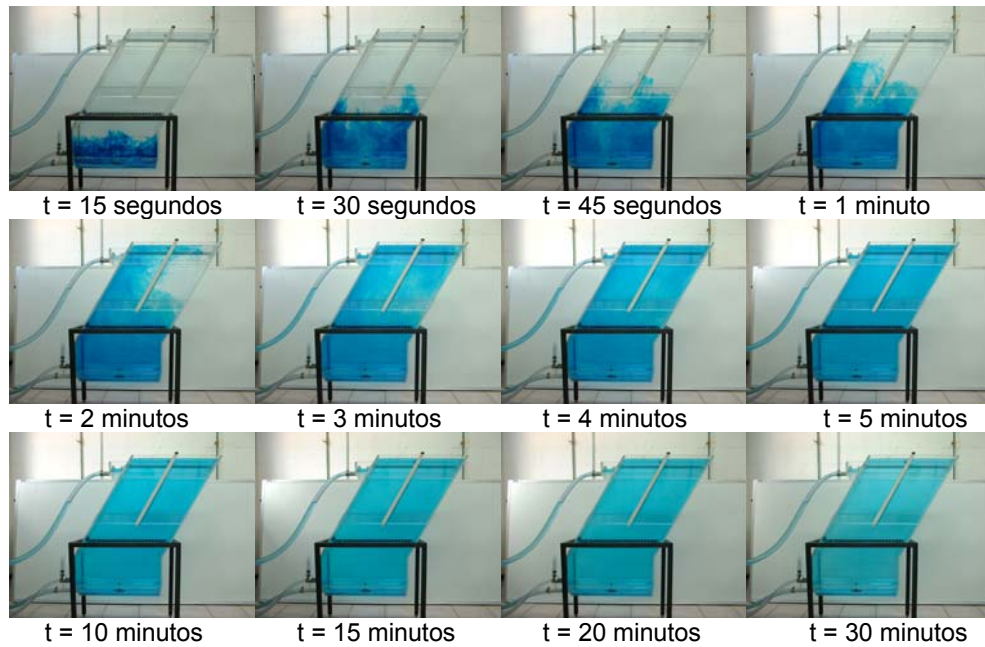 t = 15 segundos
t = 30 segundos
t = 45 segundos
t = 1 minuto
t = 2 minutos
t = 3 minutos
t = 4 minutos
t = 5 minutos
t = 10 minutos
t = 15 minutos
t = 20 minutos
t = 30 minutos